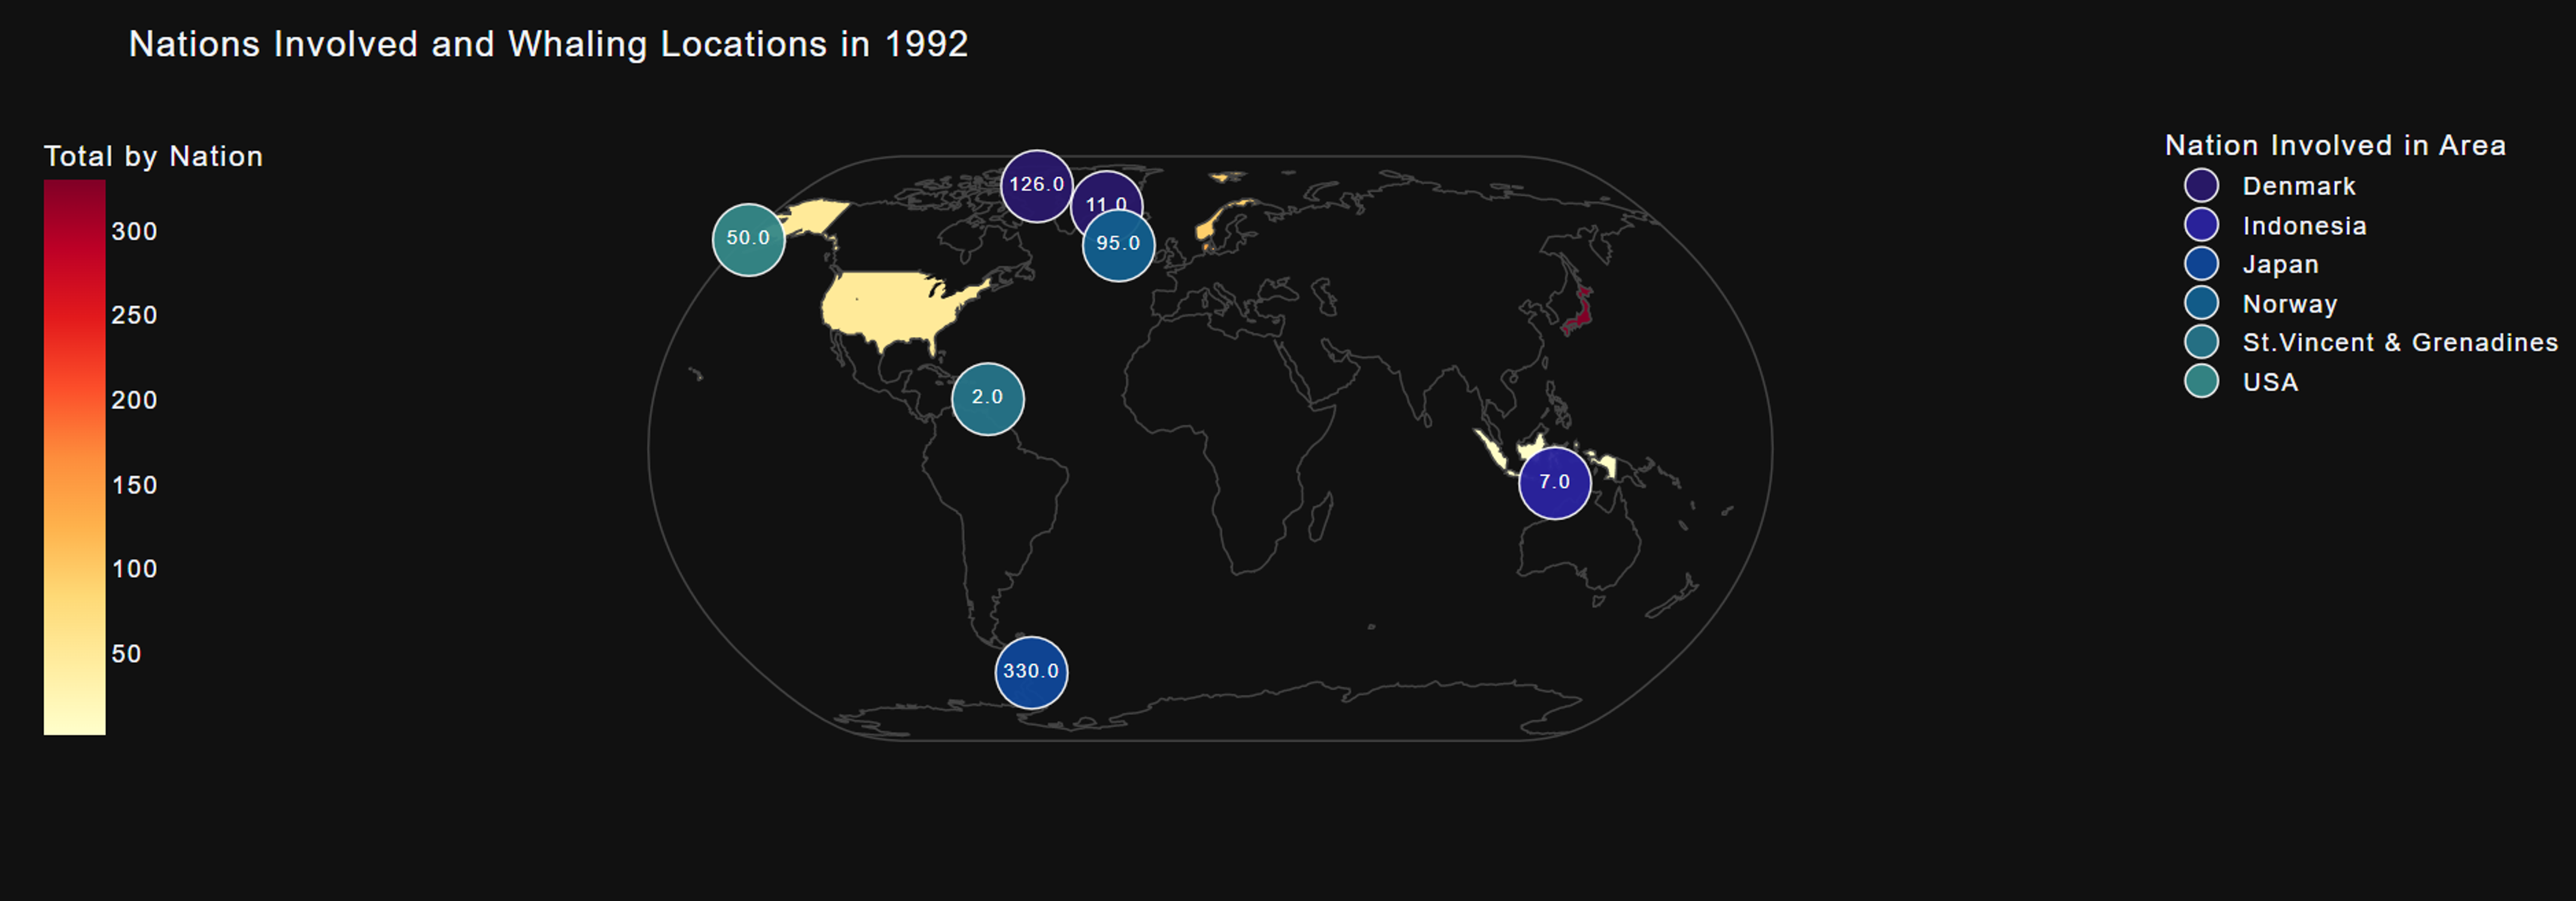 Nations Involved and Whaling Locations in 1992
Total by Nation
300
250
200
150
100
50
126.0
11.0
95.0
50.0
2.0
7.0
330.0
Nation Involved in Area
Denmark
Indonesia
Japan
Norway
St.Vincent & Grenadines
USA